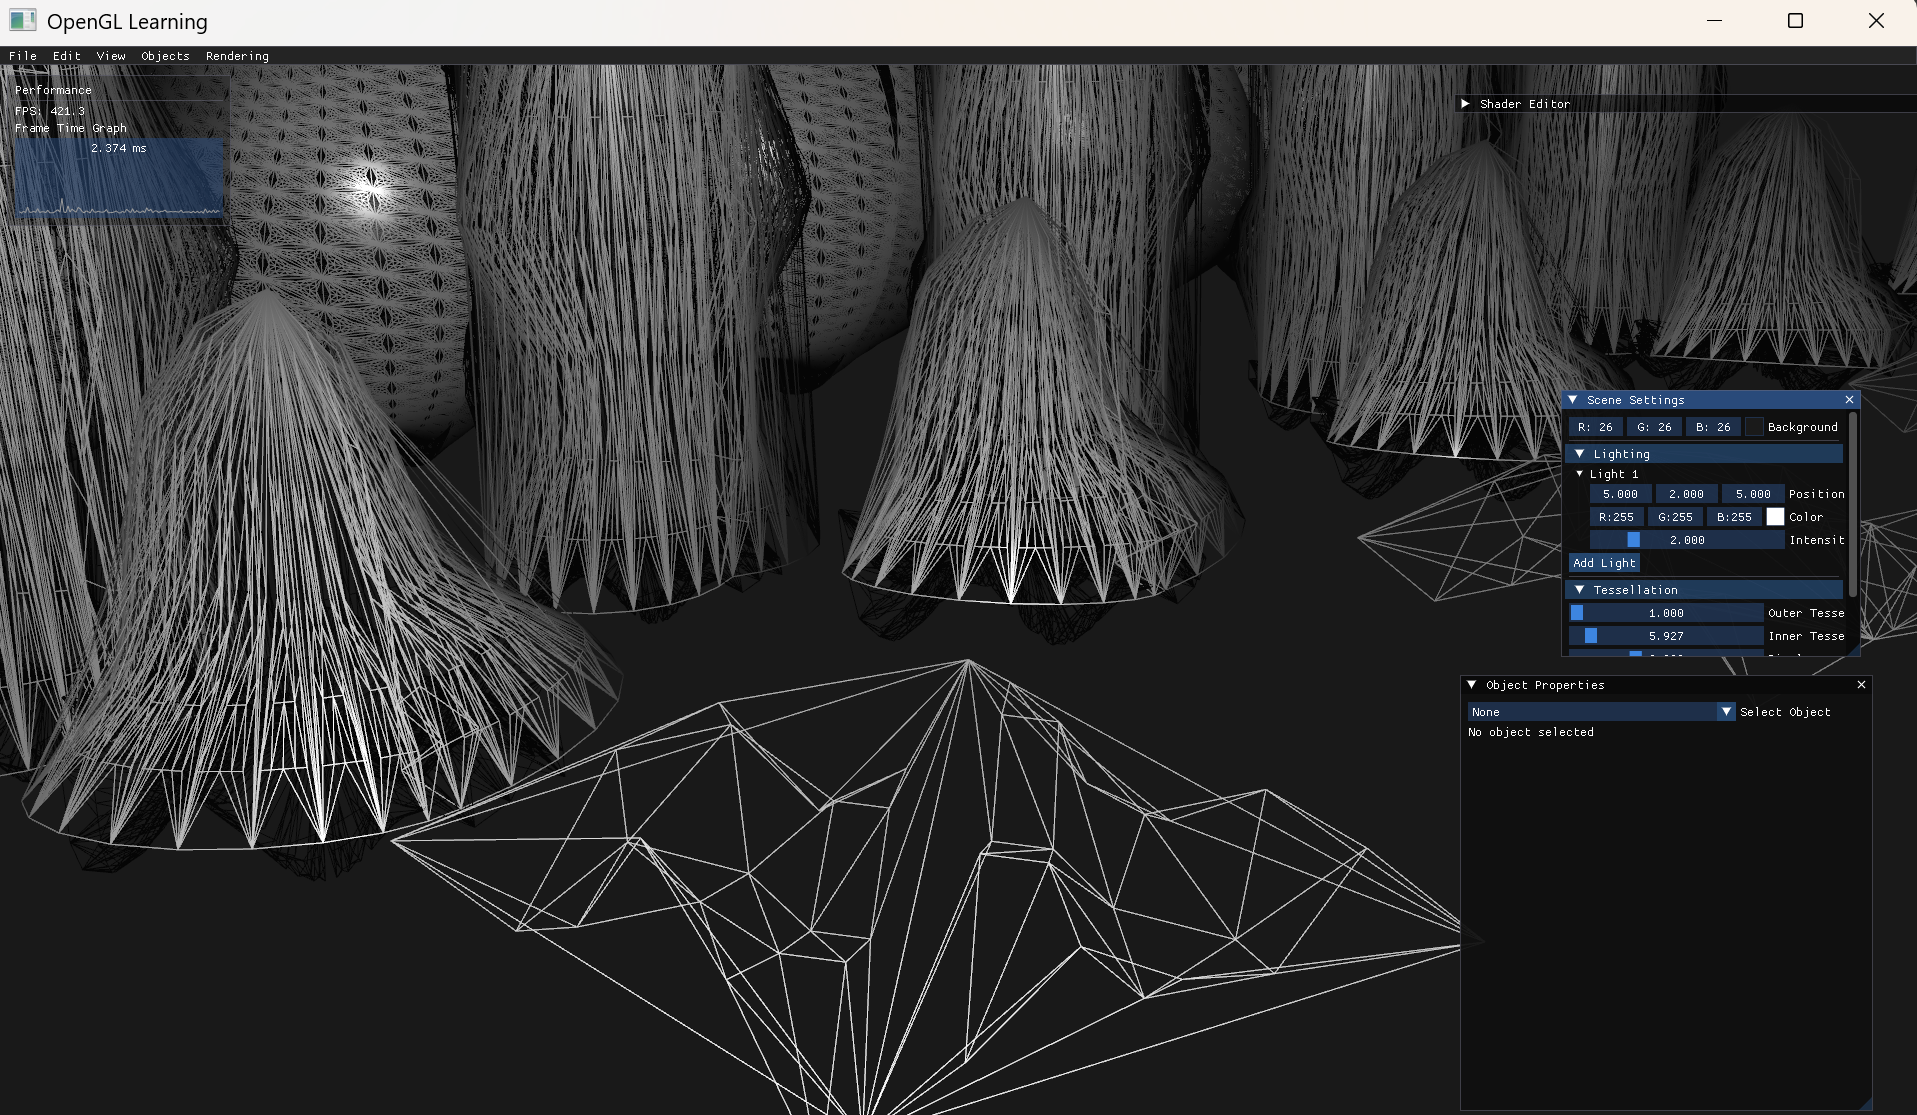 OpenGL Learning
File Edit View Objects Rendering
Performance
FPS: 421.3
Frame Time Graph
2.374 ms
Shader Editor
Scene Settings
R: 26 G: 26 B: 26 Background
Lighting
Light 1
5.000 2.000 5.000 Position
R:255 G:255 B:255 Color
2.000 Intensit
Add Light
Tessellation
1.000 Outer Tesse
5.927 Inner Tesse
Object Properties
None Select Object
No object selected